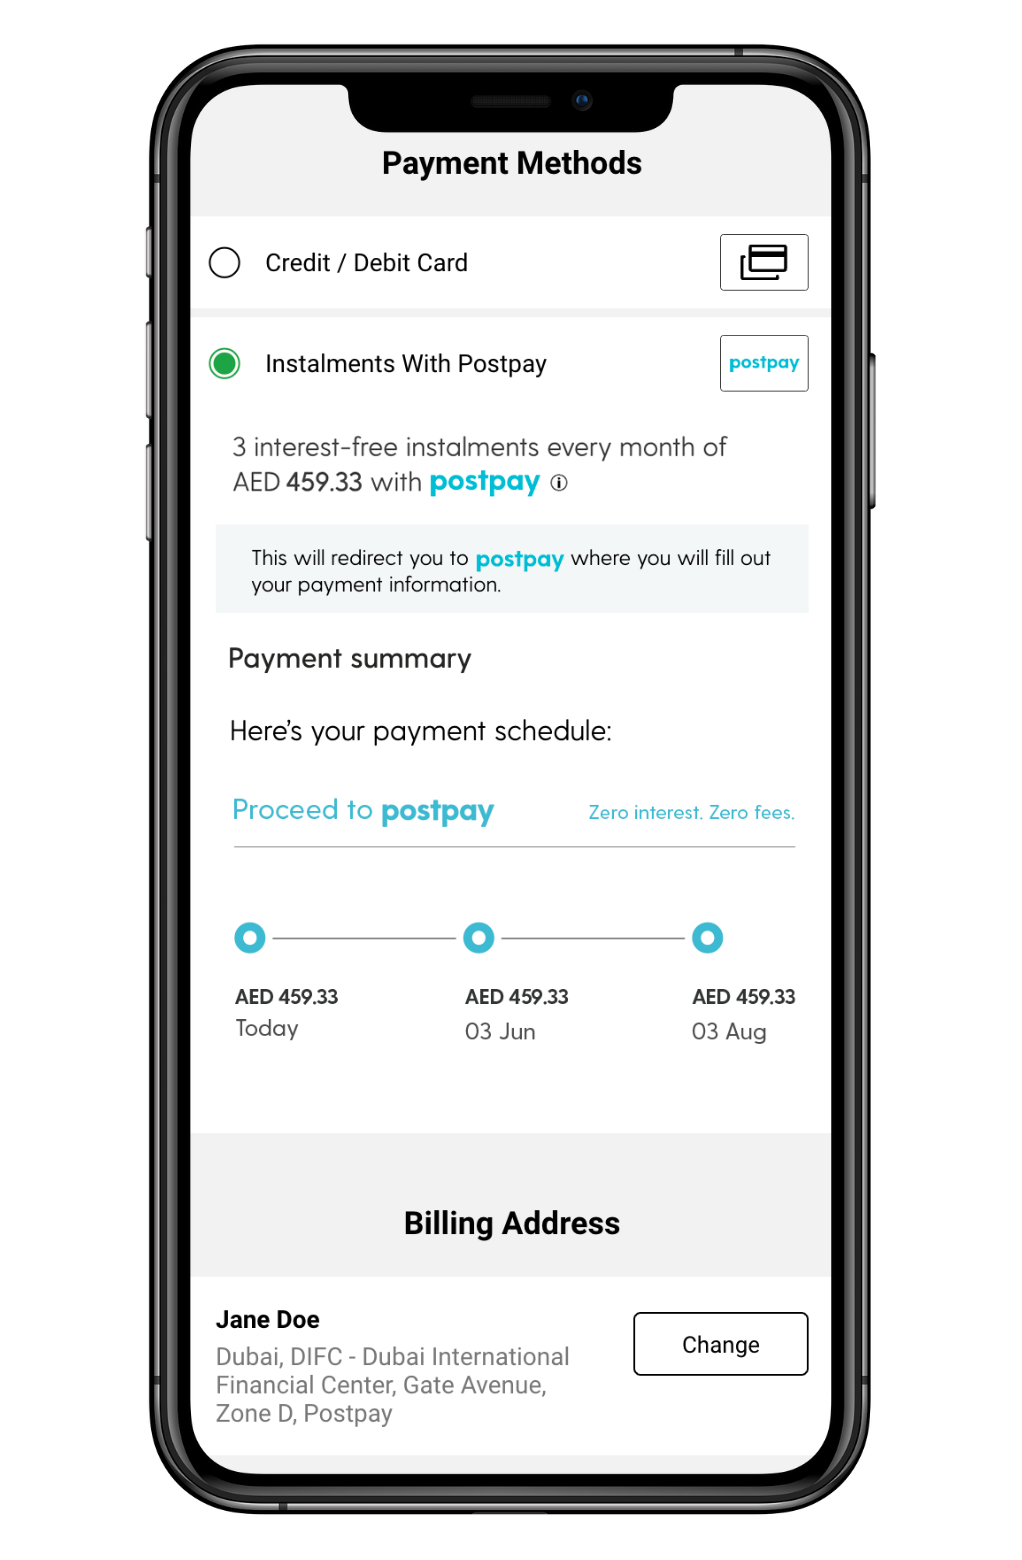 Payment Methods
Credit / Debit Card
Instalments With Postpay
postpay
3 interest-free instalments every month of
AED 459.33 with postpay
This will redirect you to postpay where you will fill out
your payment information.
Payment summary
Here's your payment schedule:
Proceed to postpay
Zero interest. Zero fees.
AED 459.33
Today
AED 459.33
03 Jun
AED 459.33
03 Aug
Billing Address
Jane Doe
Dubai, DIFC - Dubai International
Financial Center, Gate Avenue,
Zone D, Postpay
Change